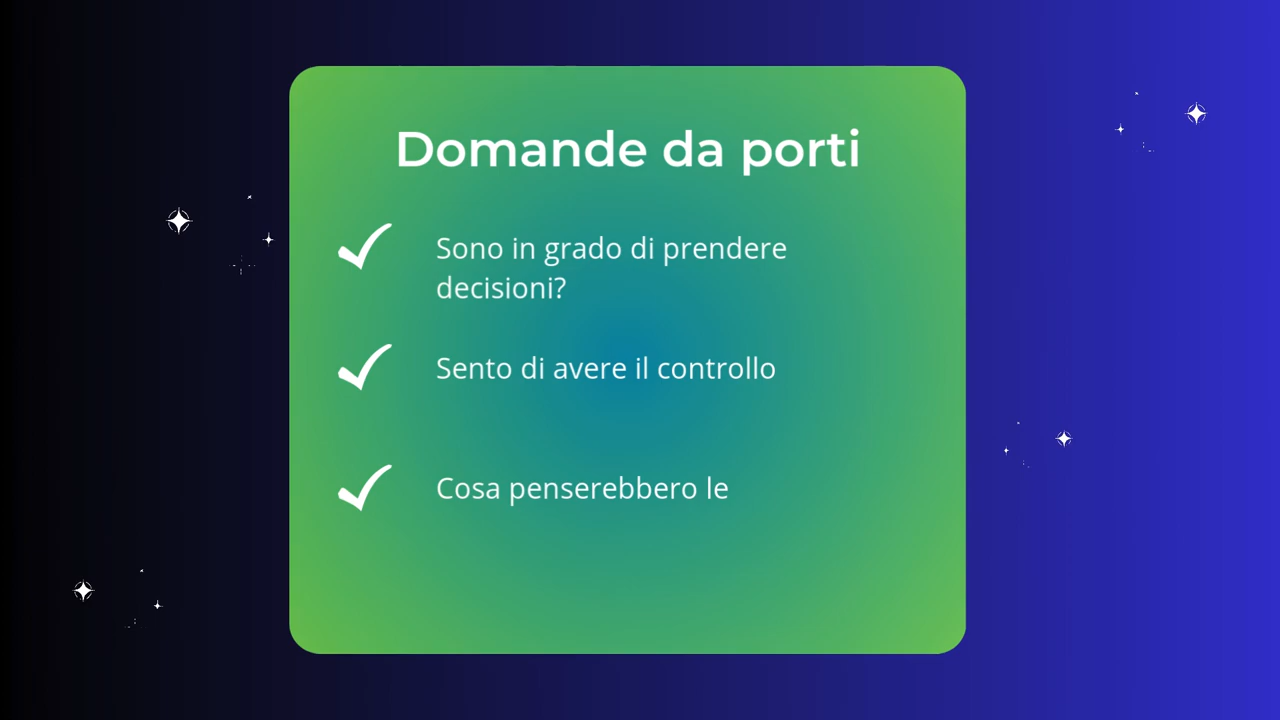 Domande da porti
Sono in grado di prendere
decisioni?
Sento di avere il controllo
Cosa penserebbero le